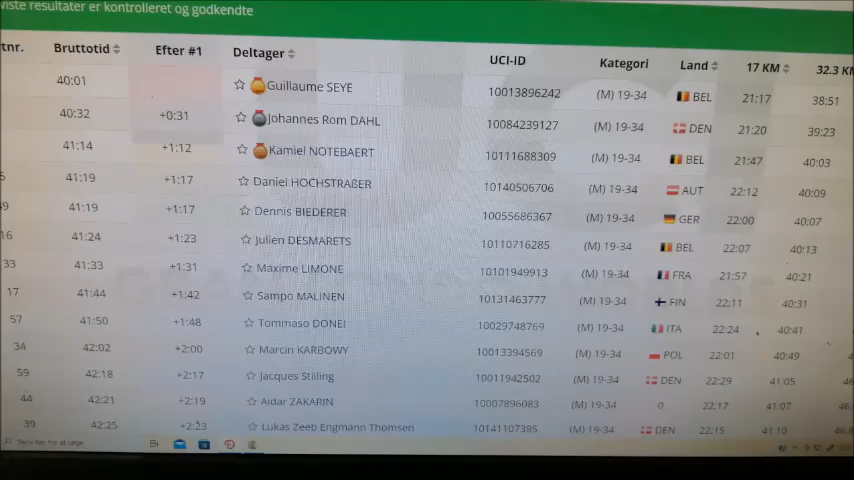 viste resultater er kontrolleret og godkendte
tnr. Bruttotid Efter #1 Deltager UCI-ID Kategori Land 17 KM 32.3 KM
40:01 Guillaume SEYE 10013896242 (M) 19-34 BEL 21:17 38:51
40:32 +0:31 Johannes Rom DAHL 10084239127 (M) 19-34 DEN 21:20 39:23
41:14 +1:12 Kamiel NOTEBAERT 10111688309 (M) 19-34 BEL 21:47 40:03
5 41:19 +1:17 Daniel HOCHSTRAßER 10140506706 (M) 19-34 AUT 22:12 40:09
49 41:19 +1:17 Dennis BIEDERER 10055686367 (M) 19-34 GER 22:00 40:07
16 41:24 +1:23 Julien DESMARETS 10110716285 (M) 19-34 BEL 22:07 40:13
33 41:33 +1:31 Maxime LIMONE 10101949913 (M) 19-34 FRA 21:57 40:21
17 41:44 +1:42 Sampo MALINEN 10131463777 (M) 19-34 FIN 22:11 40:31
57 41:50 +1:48 Tommaso DONEI 10029748769 (M) 19-34 ITA 22:24 40:41
34 42:02 +2:00 Marcin KARBOWY 10013394569 (M) 19-34 POL 22:01 40:49
59 42:18 +2:17 Jacques Stilling 10011942502 (M) 19-34 DEN 22:29 41:05
44 42:21 +2:19 Aidar ZAKARIN 10007896083 (M) 19-34 0 22:17 41:07
39 42:25 +2:23 Lukas Zeeb Engmann Thomsen 10141107395 (M) 19-34 DEN 22:15 41:10
Skriv her for at søge